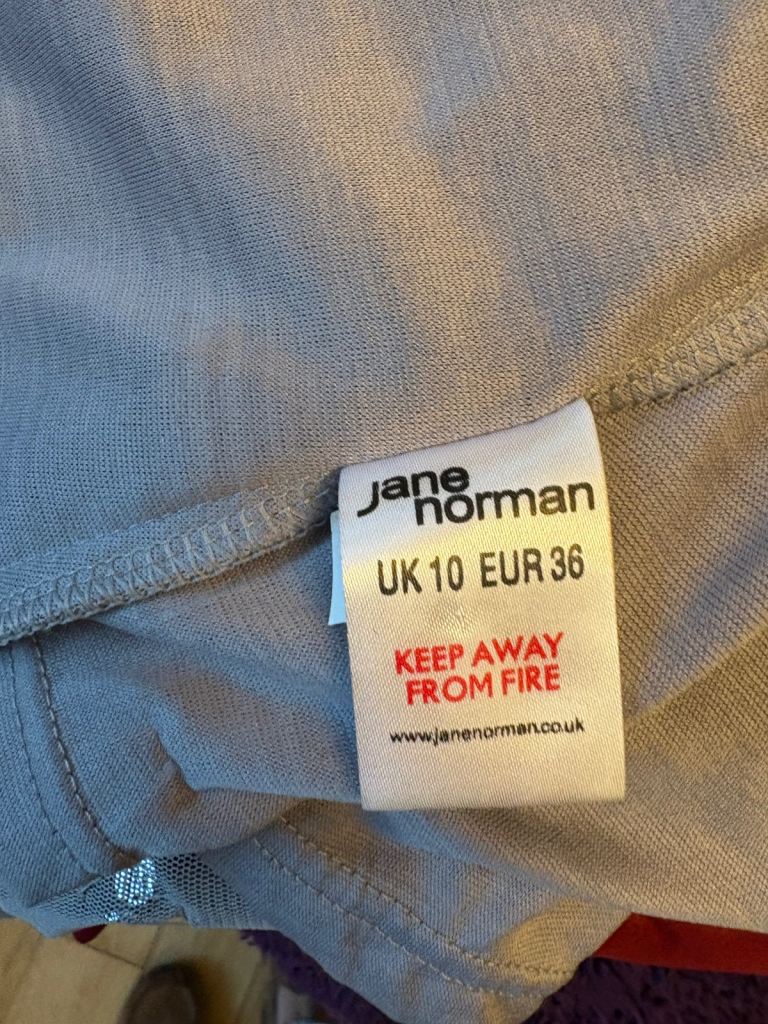 jane
norman
UK 10 EUR 36
KEEP AWAY
FROM FIRE
www.janenorman.co.uk